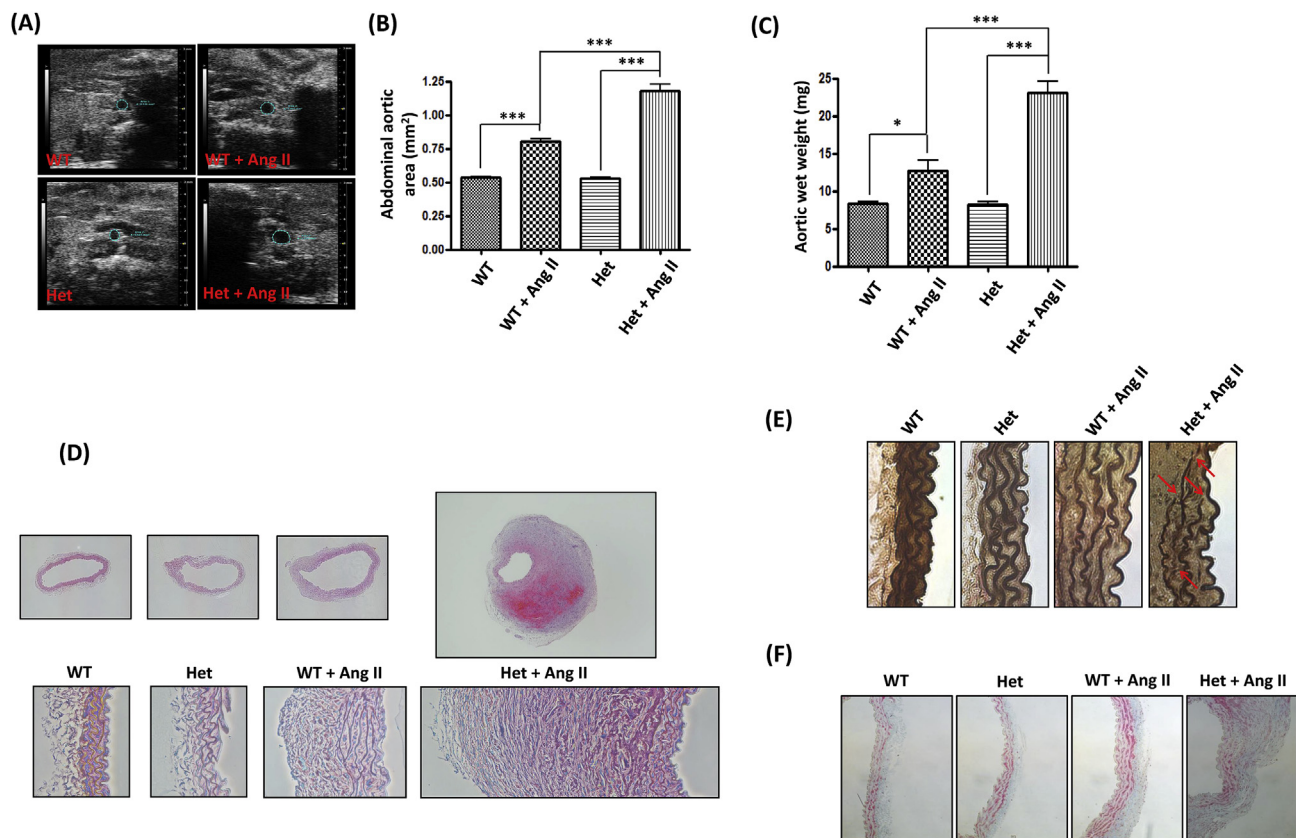 (A)
WT
WT + Ang II
Het
Het + Ang II
(B)
***
***
***
Abdominal aortic
area (mm²)
1.25
1.00
0.75
0.50
0.25
0.00
WT
WT + Ang II
Het
Het + Ang II
(C)
***
***
*
Aortic wet weight (mg)
25
20
15
10
5
0
WT
WT + Ang II
Het
Het + Ang II
(D)
WT
Het
WT + Ang II
Het + Ang II
(E)
WT
Het
WT + Ang II
Het + Ang II
(F)
WT
Het
WT + Ang II
Het + Ang II